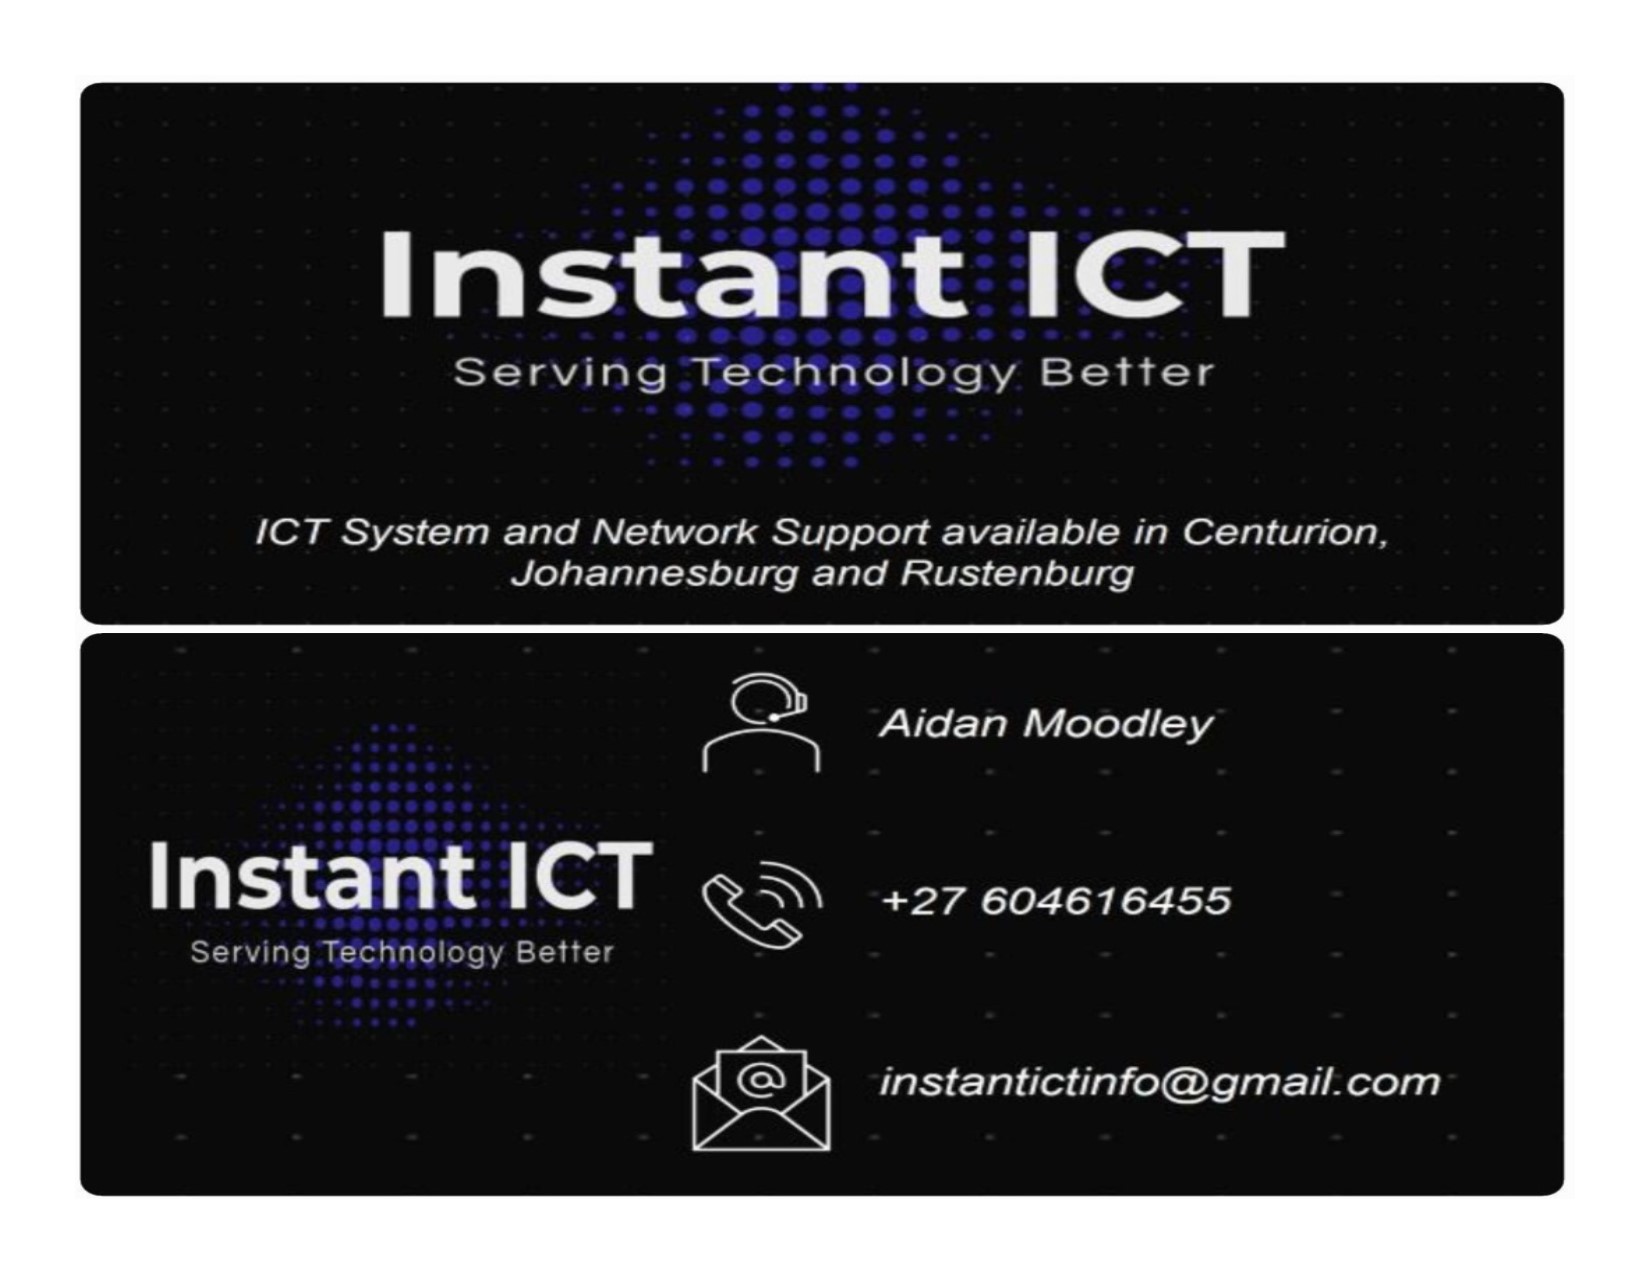 Instant ICT
Serving Technology Better
ICT System and Network Support available in Centurion,
Johannesburg and Rustenburg
Instant ICT
Serving Technology Better
Aidan Moodley
+27 604616455
@
instantictinfo@gmail.com